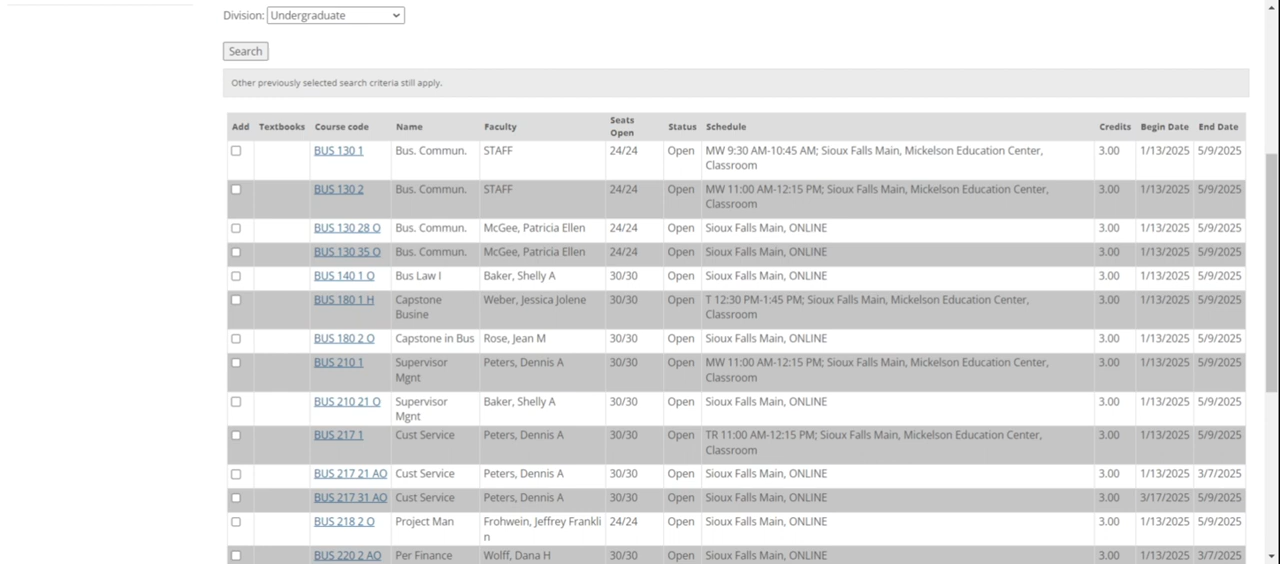 Division: Undergraduate
Search
Other previously selected search criteria still apply.
Add Textbooks Course code Name Faculty Seats Open Status Schedule Credits Begin Date End Date
BUS 130 1 Bus. Commun. STAFF 24/24 Open MW 9:30 AM-10:45 AM; Sioux Falls Main, Mickelson Education Center, 3.00 1/13/2025 5/9/2025
Classroom
BUS 130 2 Bus. Commun. STAFF 24/24 Open MW 11:00 AM-12:15 PM; Sioux Falls Main, Mickelson Education Center, 3.00 1/13/2025 5/9/2025
Classroom
BUS 130 28 O Bus. Commun. McGee, Patricia Ellen 24/24 Open Sioux Falls Main, ONLINE 3.00 1/13/2025 5/9/2025
BUS 130 35 O Bus. Commun. McGee, Patricia Ellen 24/24 Open Sioux Falls Main, ONLINE 3.00 1/13/2025 5/9/2025
BUS 140 1 O Bus Law I Baker, Shelly A 30/30 Open Sioux Falls Main, ONLINE 3.00 1/13/2025 5/9/2025
BUS 180 1 H Capstone Weber, Jessica Jolene 30/30 Open T 12:30 PM-1:45 PM; Sioux Falls Main, Mickelson Education Center, 3.00 1/13/2025 5/9/2025
Busine Classroom
BUS 180 2 O Capstone in Bus Rose, Jean M 30/30 Open Sioux Falls Main, ONLINE 3.00 1/13/2025 5/9/2025
BUS 210 1 Supervisor Peters, Dennis A 30/30 Open MW 11:00 AM-12:15 PM; Sioux Falls Main, Mickelson Education Center, 3.00 1/13/2025 5/9/2025
Mgnt Classroom
BUS 210 21 O Supervisor Baker, Shelly A 30/30 Open Sioux Falls Main, ONLINE 3.00 1/13/2025 5/9/2025
Mgnt
BUS 217 1 Cust Service Peters, Dennis A 30/30 Open TR 11:00 AM-12:15 PM; Sioux Falls Main, Mickelson Education Center, 3.00 1/13/2025 5/9/2025
Classroom
BUS 217 21 AO Cust Service Peters, Dennis A 30/30 Open Sioux Falls Main, ONLINE 3.00 1/13/2025 3/7/2025
BUS 217 31 AO Cust Service Peters, Dennis A 30/30 Open Sioux Falls Main, ONLINE 3.00 3/17/2025 5/9/2025
BUS 218 2 O Project Man Frohwein, Jeffrey Frankli 24/24 Open Sioux Falls Main, ONLINE 3.00 1/13/2025 5/9/2025
n
BUS 220 2 AO Per Finance Wolff, Dana H 30/30 Open Sioux Falls Main, ONLINE 3.00 1/13/2025 3/7/2025